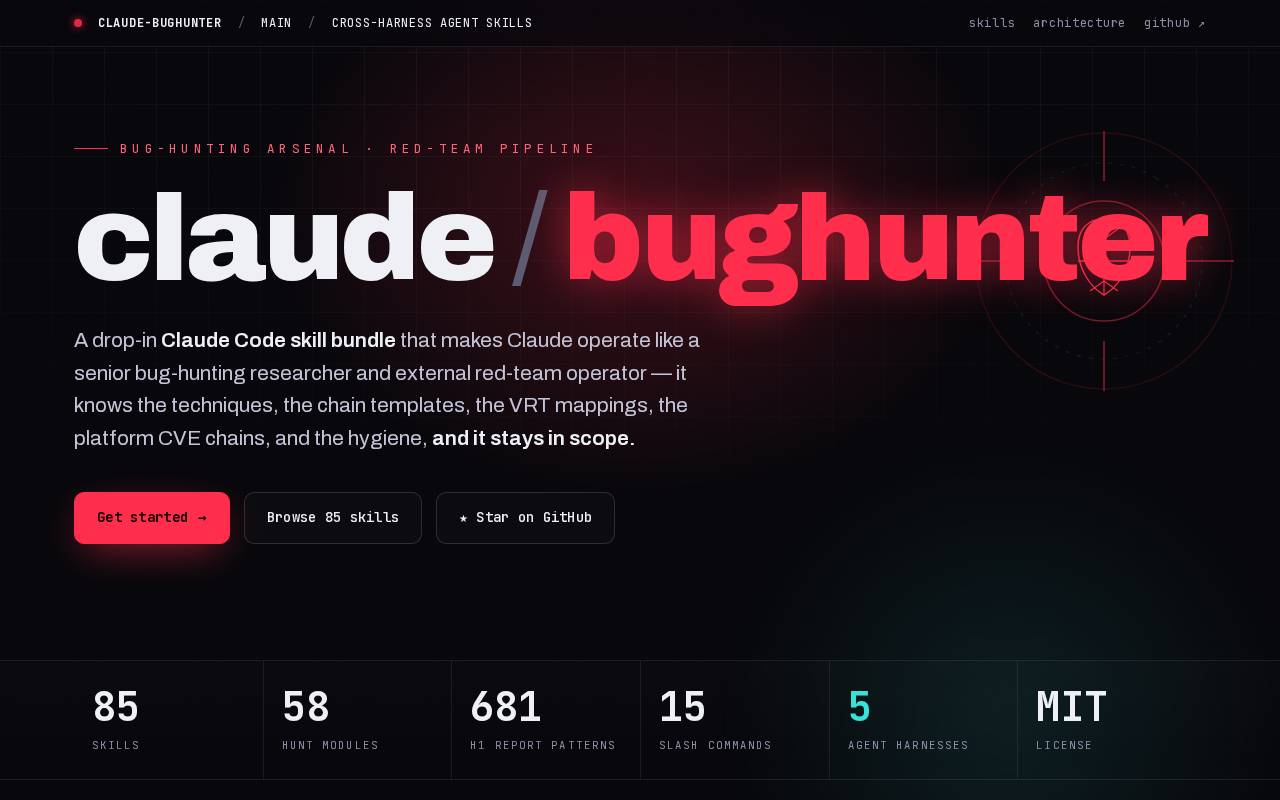 CLAUDE-BUGHUNTER / MAIN / CROSS-HARNESS AGENT SKILLS
skills architecture github ↗
BUG-HUNTING ARSENAL · RED-TEAM PIPELINE
claude/bughunter
A drop-in Claude Code skill bundle that makes Claude operate like a
senior bug-hunting researcher and external red-team operator — it
knows the techniques, the chain templates, the VRT mappings, the
platform CVE chains, and the hygiene, and it stays in scope.
Get started →
Browse 85 skills
★ Star on GitHub
85
SKILLS
58
HUNT MODULES
681
H1 REPORT PATTERNS
15
SLASH COMMANDS
5
AGENT HARNESSES
MIT
LICENSE